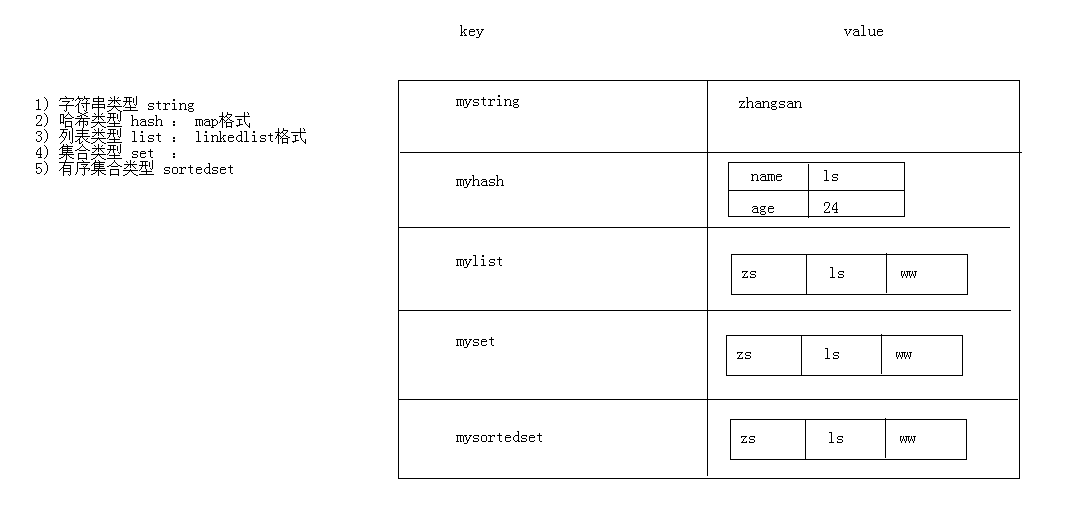 key value
1) 字符串类型 string
2) 哈希类型 hash : map格式
3) 列表类型 list : linkedlist格式
4) 集合类型 set :
5) 有序集合类型 sortedset
mystring zhangsan
myhash
name ls
age 24
mylist
zs ls ww
myset
zs ls ww
mysortedset
zs ls ww